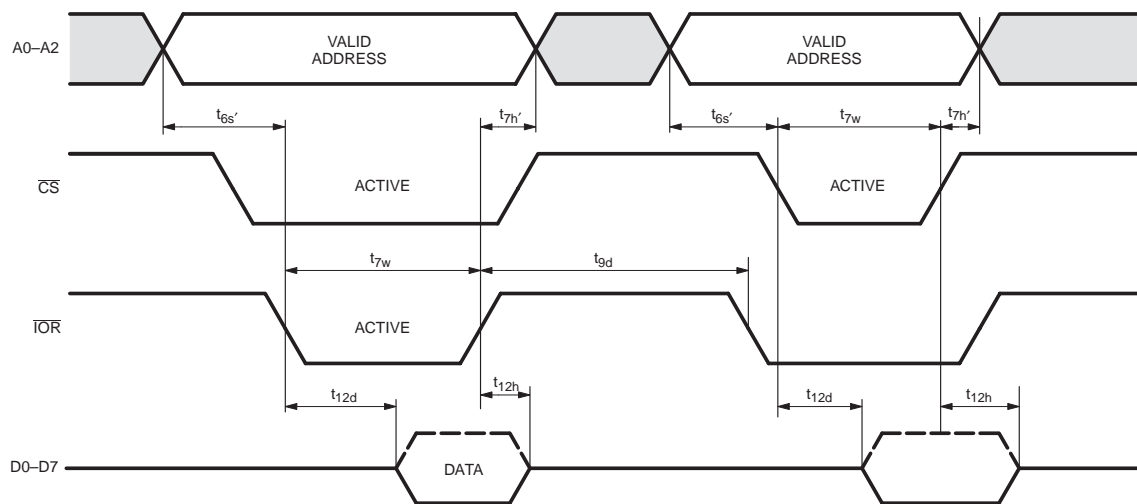 A0–A2
VALID
ADDRESS
VALID
ADDRESS
t6s′
t7h′
t6s′
t7w
t7h′
CS
ACTIVE
ACTIVE
t7w
t9d
IOR
ACTIVE
t12d
t12h
t12d
t12h
D0–D7
DATA